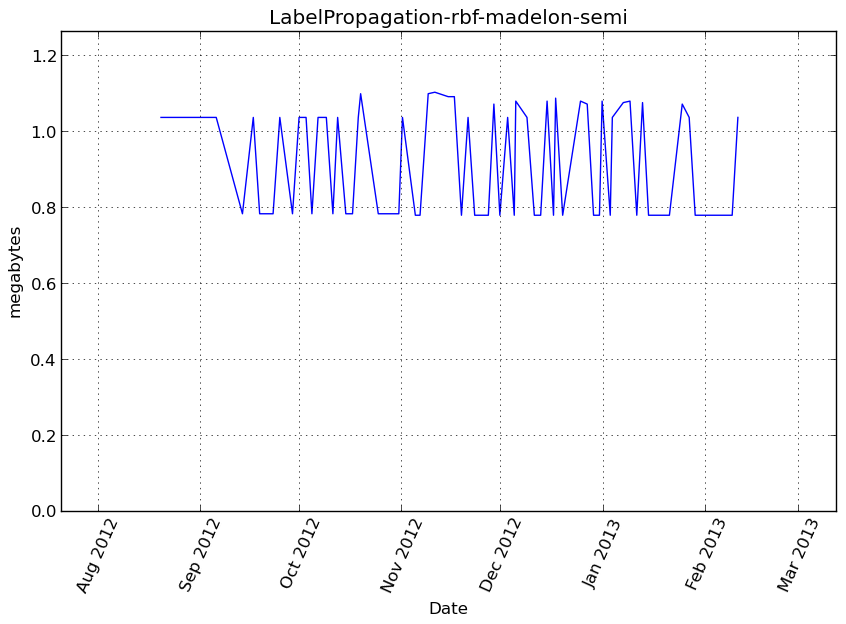 LabelPropagation-rbf-madelon-semi
1.2
1.0
0.8
0.6
0.4
0.2
0.0
megabytes
Aug 2012
Sep 2012
Oct 2012
Nov 2012
Dec 2012
Jan 2013
Feb 2013
Mar 2013
Date